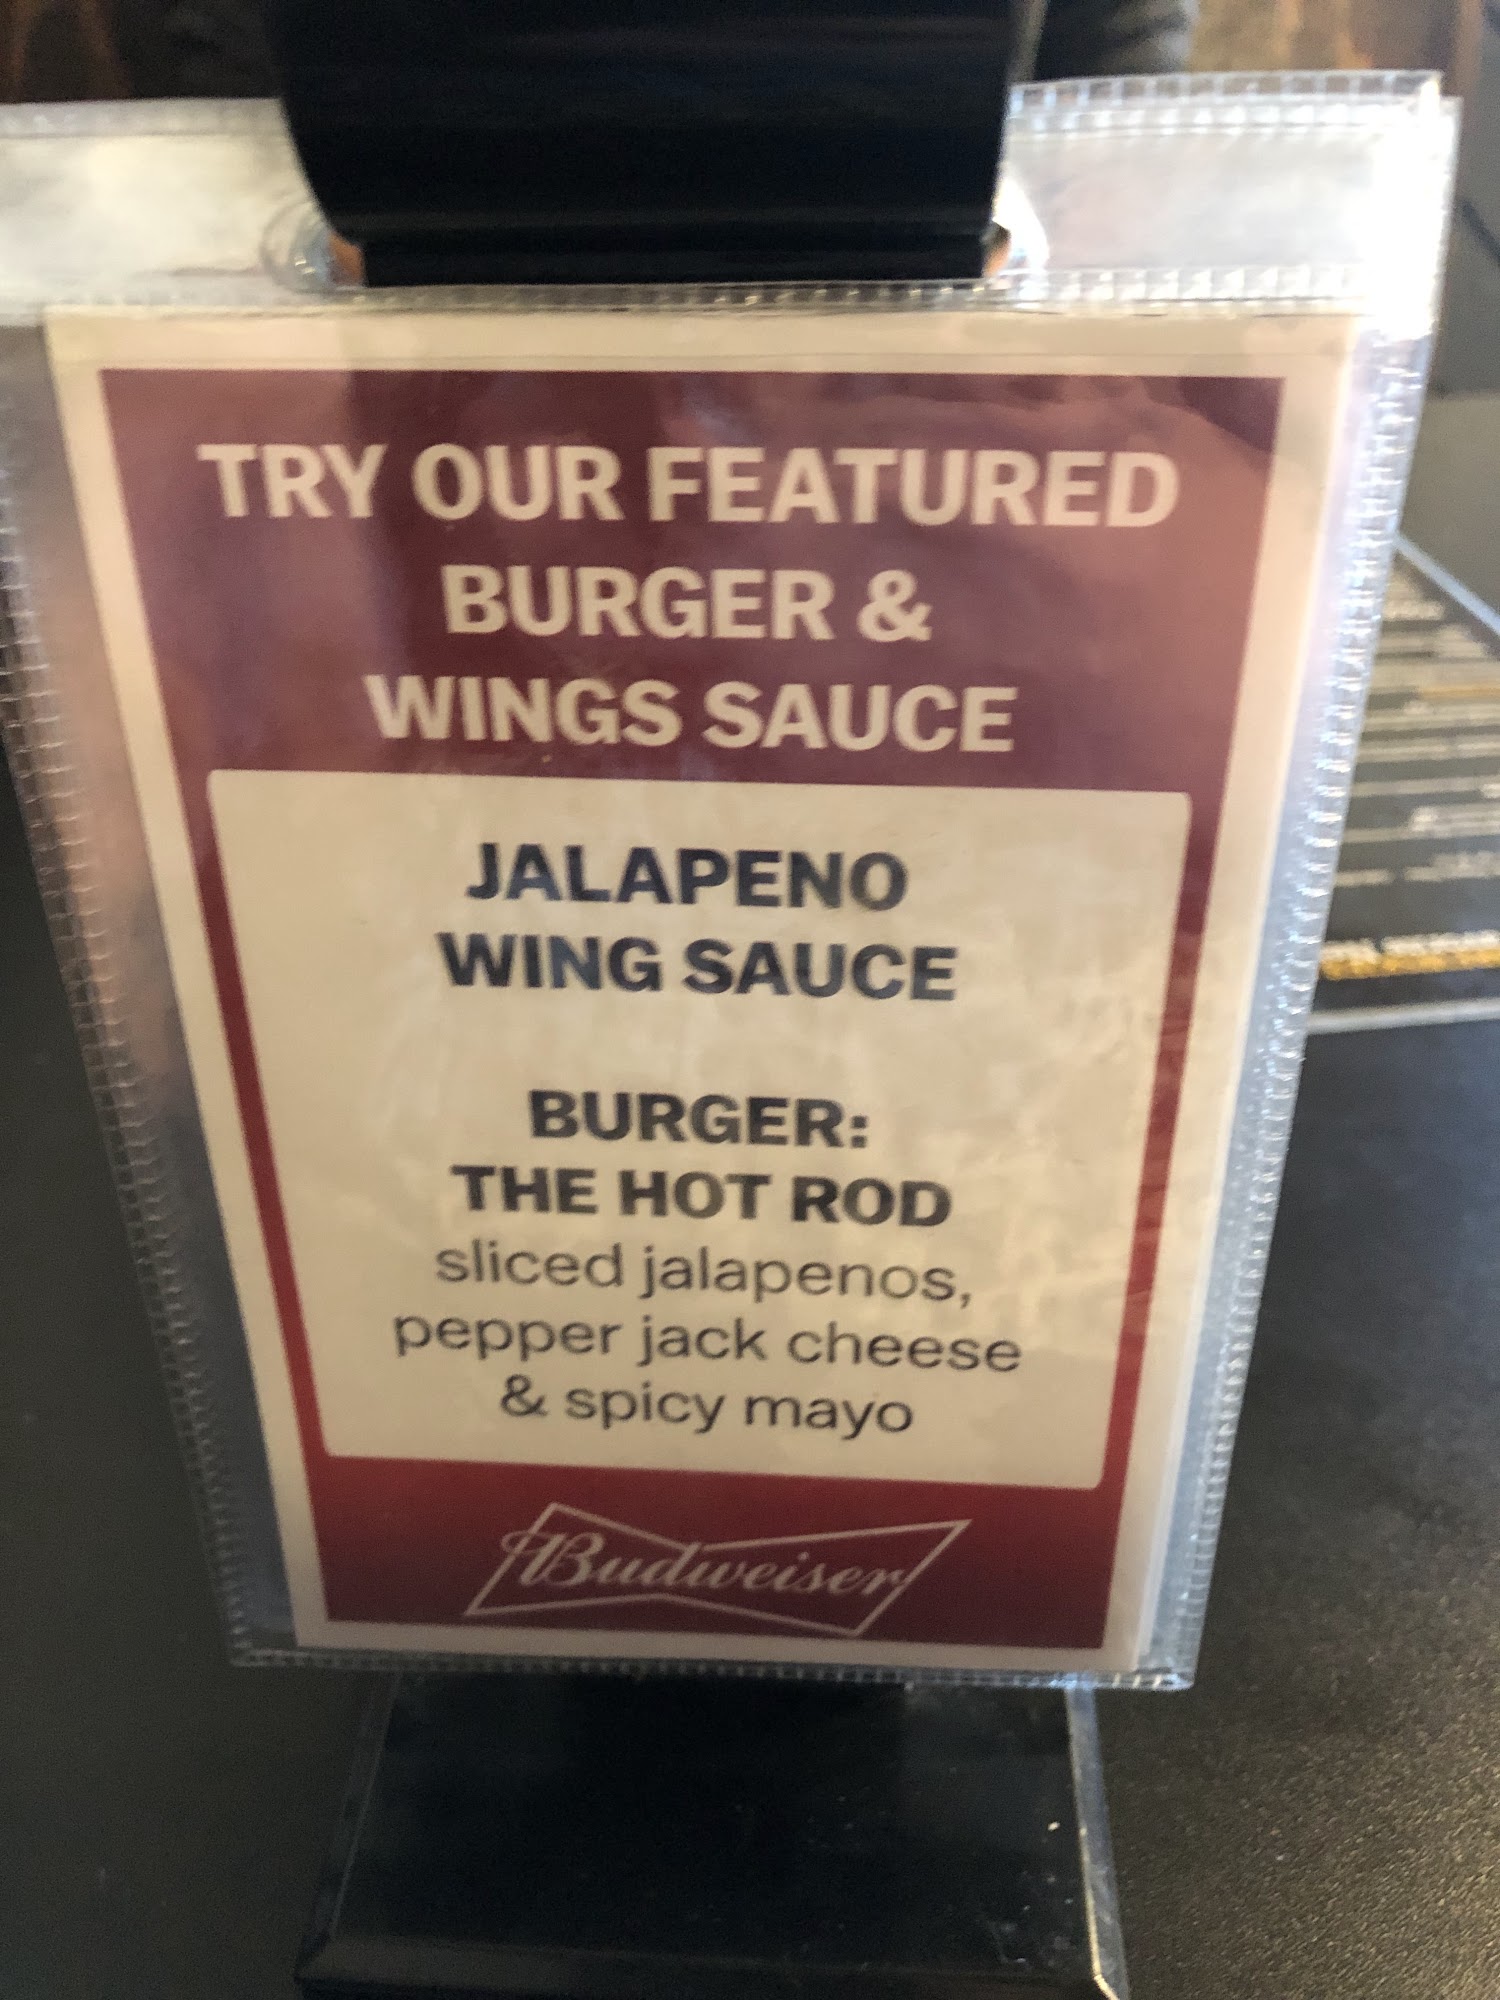 TRY OUR FEATURED
BURGER &
WINGS SAUCE
JALAPENO
WING SAUCE
BURGER:
THE HOT ROD
sliced jalapenos,
pepper jack cheese
& spicy mayo
Budweiser